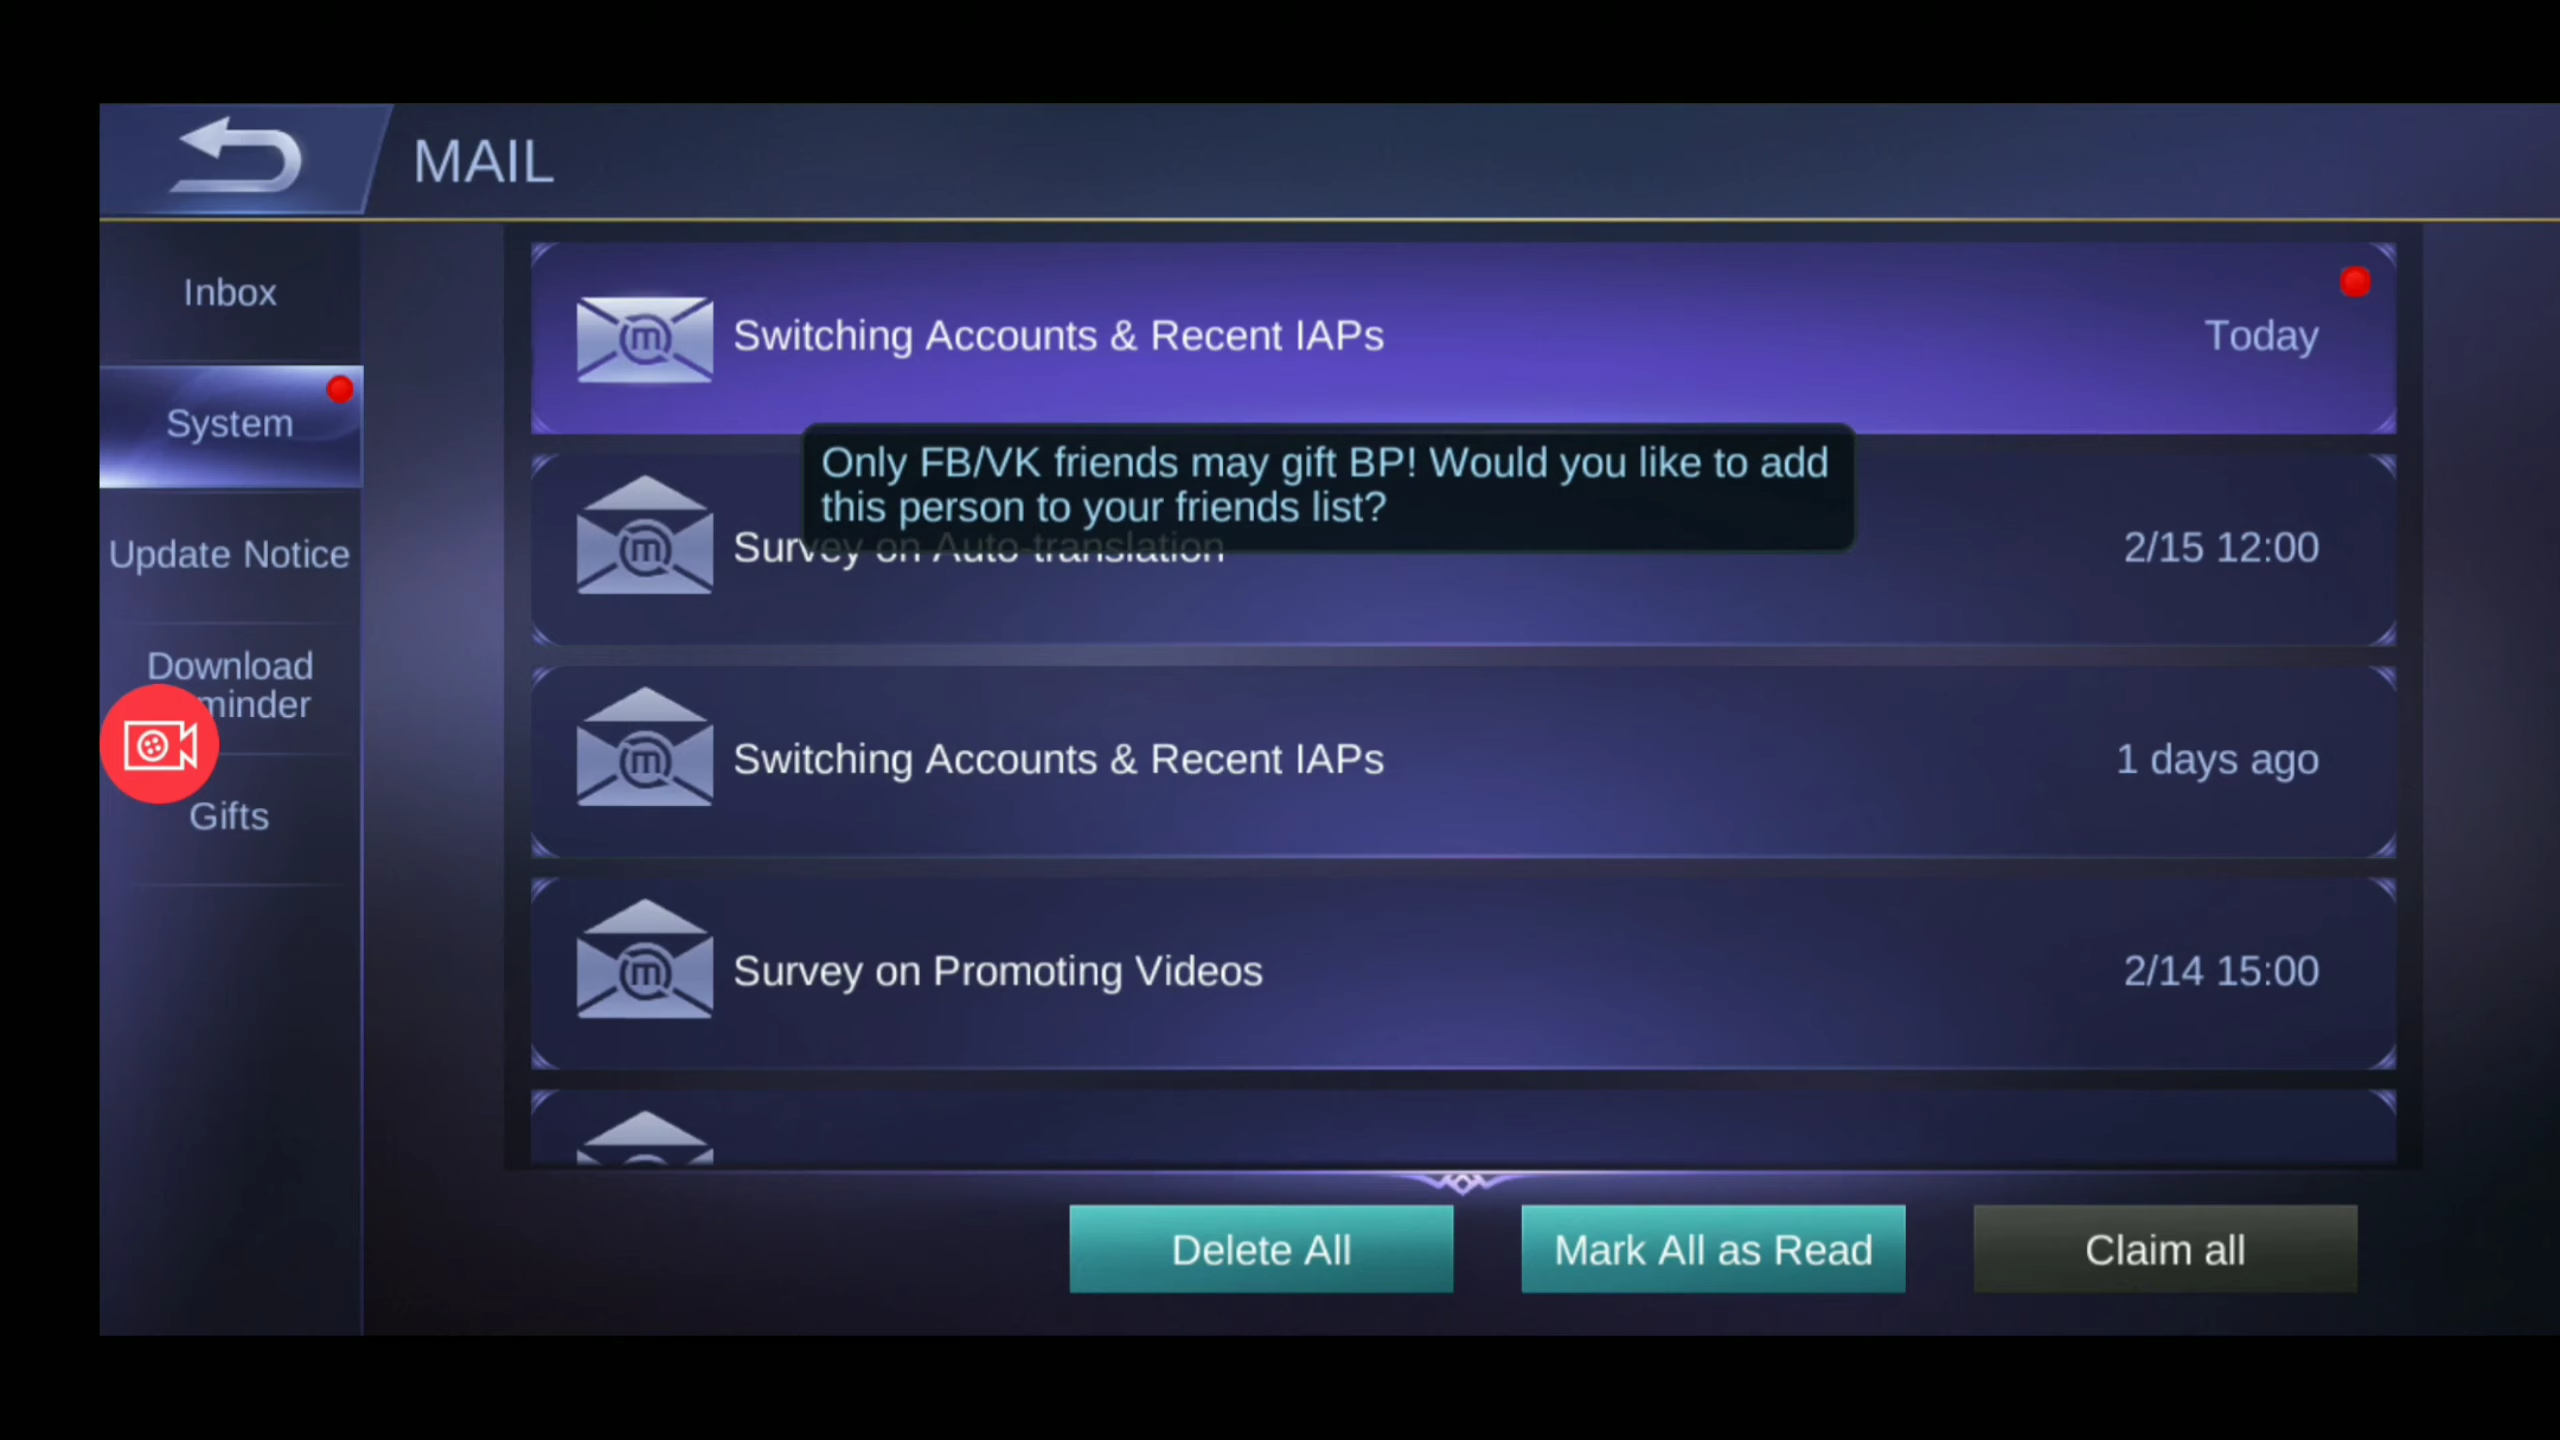 MAIL
Inbox
System
Update Notice
Download
minder
Gifts
Switching Accounts & Recent IAPs
Today
Only FB/VK friends may gift BP! Would you like to add
this person to your friends list?
Survey on Auto-translation
2/15 12:00
Switching Accounts & Recent IAPs
1 days ago
Survey on Promoting Videos
2/14 15:00
Delete All
Mark All as Read
Claim all